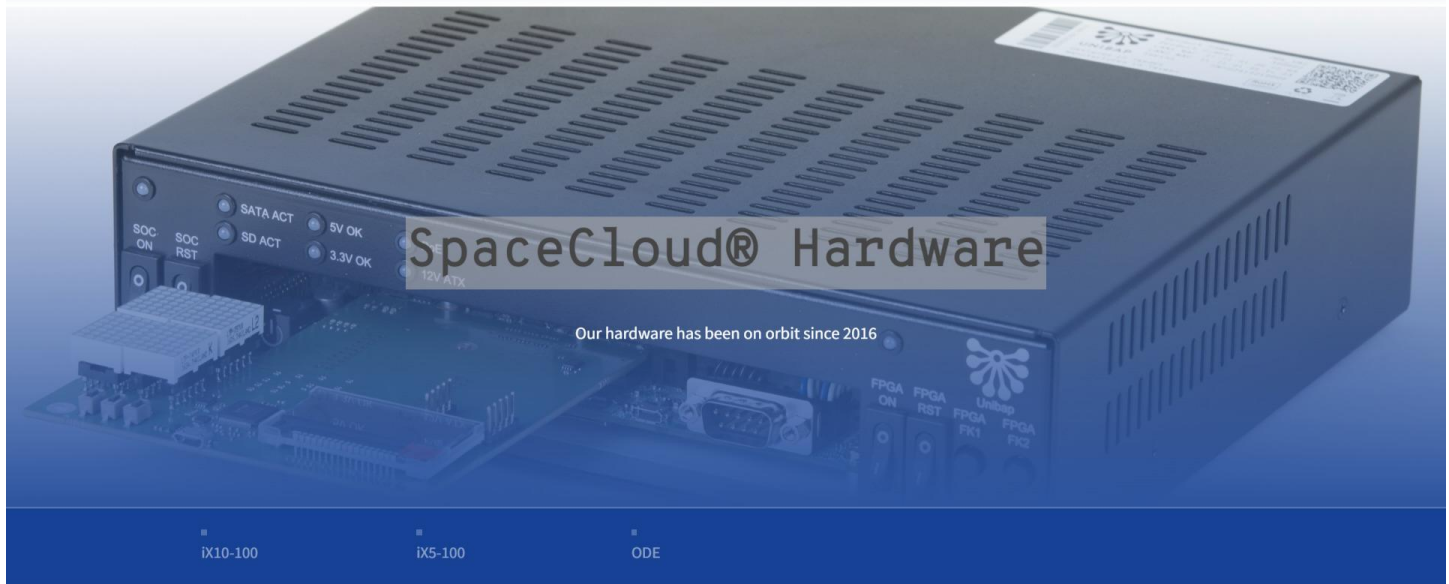 UNIBAP
SATA ACT
5V OK
SOC
ON
SOC
RST
SD ACT
3.3V OK
12V ATX
SpaceCloud® Hardware
Our hardware has been on orbit since 2016
Unibap
FPGA
ON
FPGA
RST
FPGA
FK1
FPGA
FK2
iX10-100
iX5-100
ODE